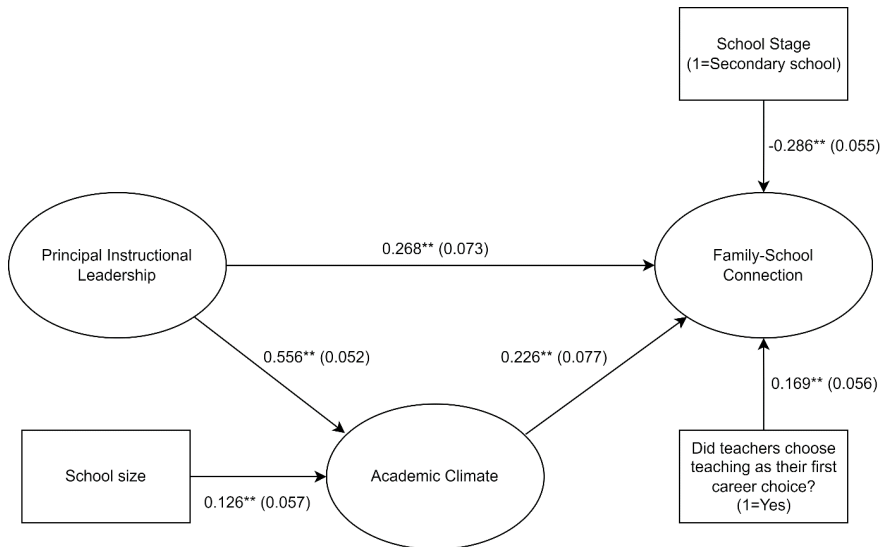 School Stage
(1=Secondary school)
-0.286** (0.055)
Principal Instructional
Leadership
0.268** (0.073)
Family-School
Connection
0.556** (0.052)
0.226** (0.077)
0.169** (0.056)
School size
0.126** (0.057)
Academic Climate
Did teachers choose
teaching as their first
career choice?
(1=Yes)